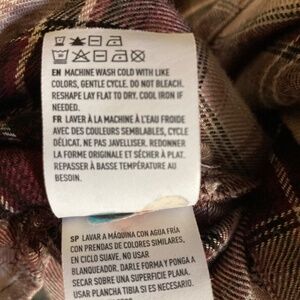 EN MACHINE WASH COLD WITH LIKE
COLORS, GENTLE CYCLE. DO NOT BLEACH.
RESHAPE LAY FLAT TO DRY. COOL IRON IF
NEEDED.
FR LAVER À LA MACHINE À L'EAU FROIDE
AVEC DES COULEURS SEMBLABLES, CYCLE
DÉLICAT. NE PAS JAVELLISER. REDONNER
LA FORME ORIGINALE ET SÉCHER À PLAT.
REPASSER À BASSE TEMPÉRATURE AU
BESOIN.
SP LAVAR A MÁQUINA CON AGUA FRÍA
CON PRENDAS DE COLORES SIMILARES,
EN CICLO SUAVE. NO USAR
BLANQUEADOR. DARLE FORMA Y PONGA A
SECAR SOBRE UNA SUPERFICIE PLANA.
USAR PLANCHA TIBIA SI ES NECESARIO.